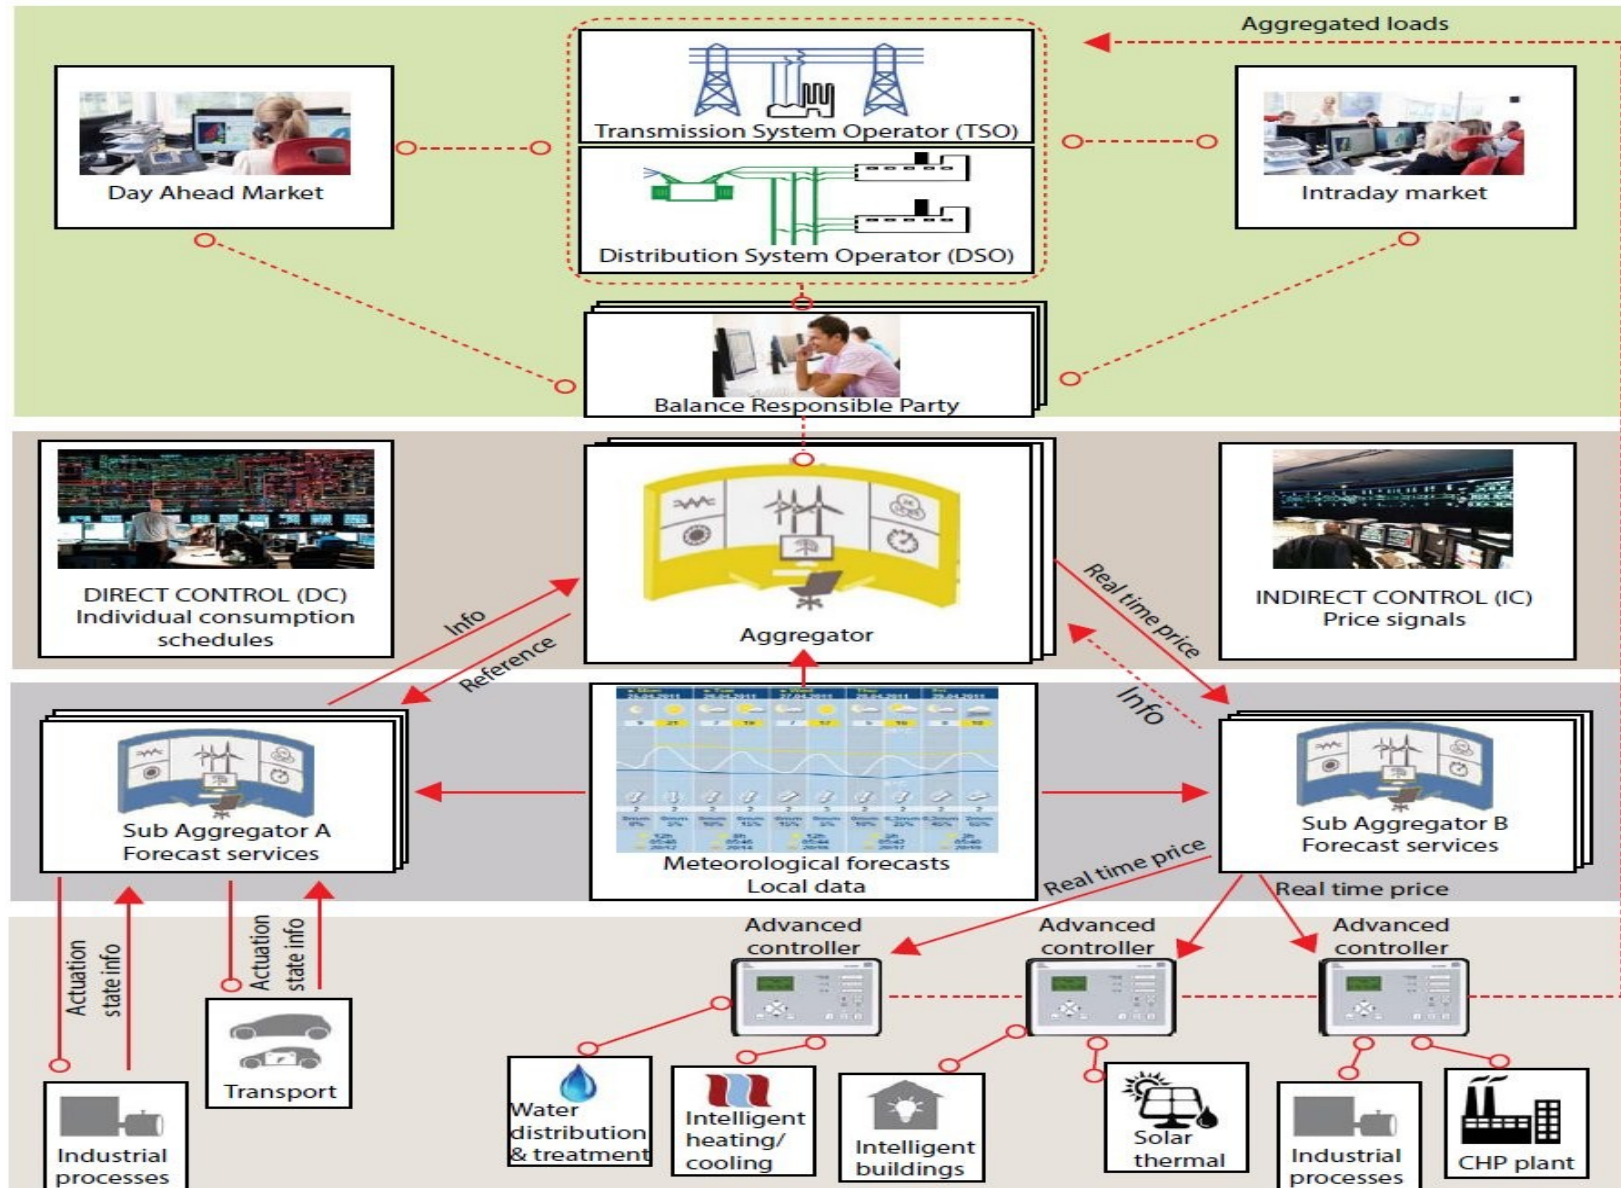 Aggregated loads
Transmission System Operator (TSO)
Day Ahead Market
Intraday market
Distribution System Operator (DSO)
Balance Responsible Party
DIRECT CONTROL (DC)
Individual consumption
schedules
Info
Reference
Aggregator
Real time price
Info
INDIRECT CONTROL (IC)
Price signals
Sub Aggregator A
Forecast services
Meteorological forecasts
Local data
Sub Aggregator B
Forecast services
Real time price
Real time price
Actuation
state info
Actuation
state info
Advanced
controller
Advanced
controller
Advanced
controller
Transport
Industrial
processes
Water
distribution
& treatment
Intelligent
heating/
cooling
Intelligent
buildings
Solar
thermal
Industrial
processes
CHP plant